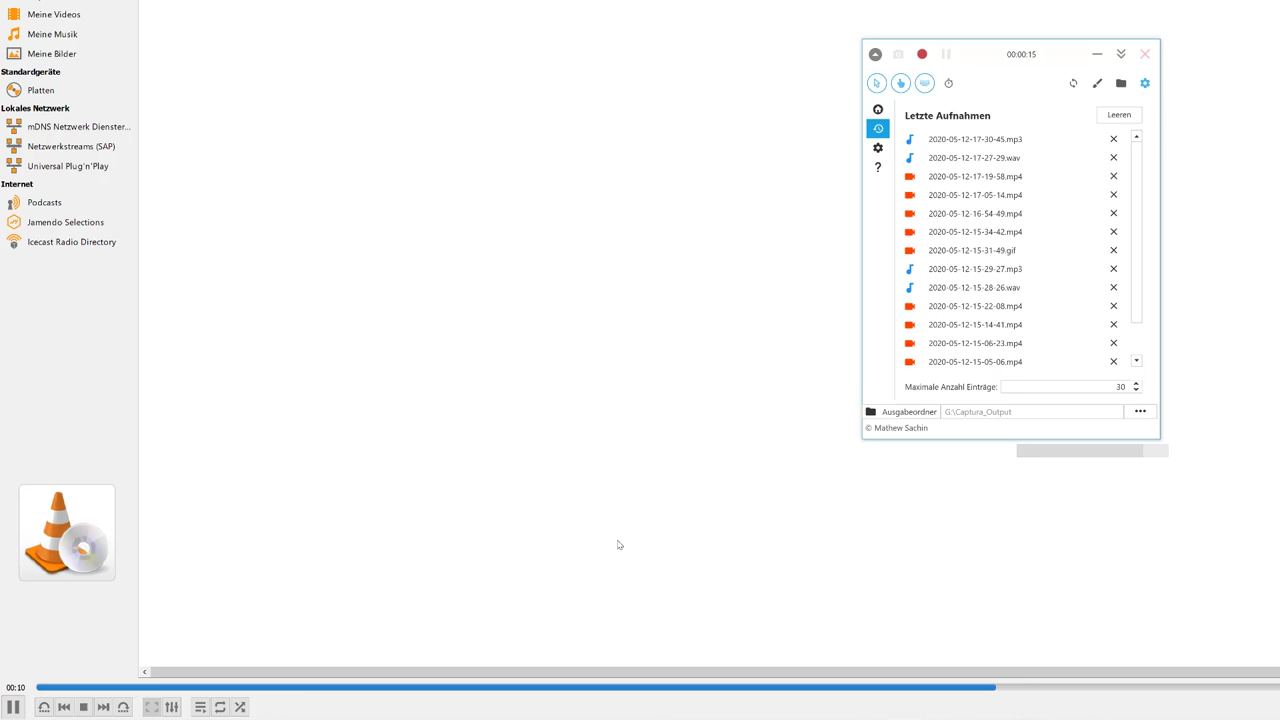 Meine Videos
Meine Musik
Meine Bilder
Standardgeräte
Platten
Lokales Netzwerk
mDNS Netzwerk Dienster...
Netzwerkstreams (SAP)
Universal Plug'n'Play
Internet
Podcasts
Jamendo Selections
Icecast Radio Directory
00:00:15
Letzte Aufnahmen
Leeren
2020-05-12-17-30-45.mp3
2020-05-12-17-27-29.wav
2020-05-12-17-19-58.mp4
2020-05-12-17-05-14.mp4
2020-05-12-16-54-49.mp4
2020-05-12-15-34-42.mp4
2020-05-12-15-31-49.gif
2020-05-12-15-29-27.mp3
2020-05-12-15-28-26.wav
2020-05-12-15-22-08.mp4
2020-05-12-15-14-41.mp4
2020-05-12-15-06-23.mp4
2020-05-12-15-05-06.mp4
Maximale Anzahl Einträge: 30
Ausgabeordner G:\Captura_Output
© Mathew Sachin
00:10